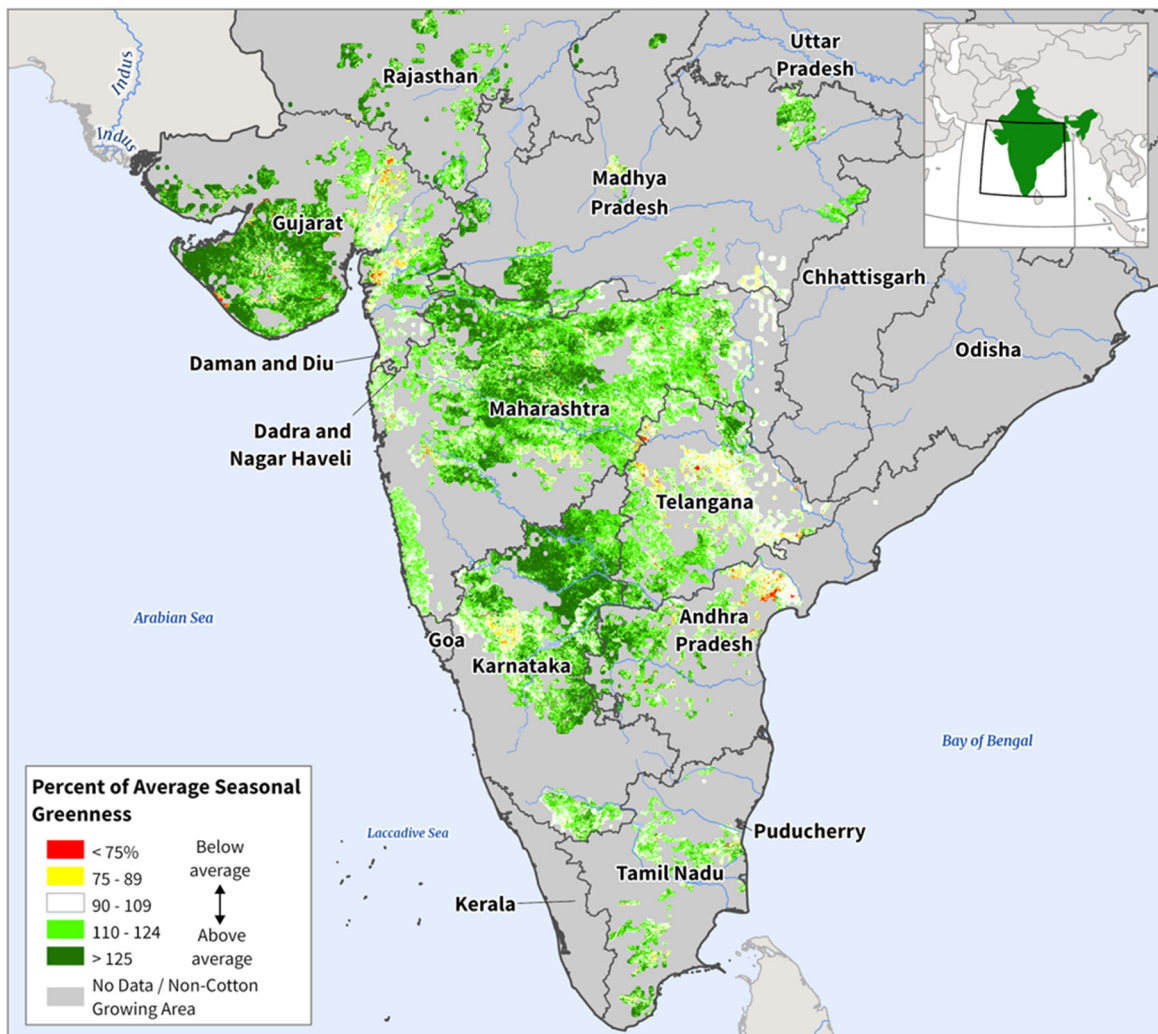 Indus
Indus
Rajasthan
Uttar
Pradesh
Madhya
Pradesh
Gujarat
Chhattisgarh
Odisha
Daman and Diu
Maharashtra
Dadra and
Nagar Haveli
Telangana
Arabian Sea
Goa
Andhra
Pradesh
Karnataka
Bay of Bengal
Laccadive Sea
Puducherry
Tamil Nadu
Kerala
Percent of Average Seasonal
Greenness
< 75%
75 - 89
90 - 109
110 - 124
> 125
Below
average
Above
average
No Data / Non-Cotton
Growing Area